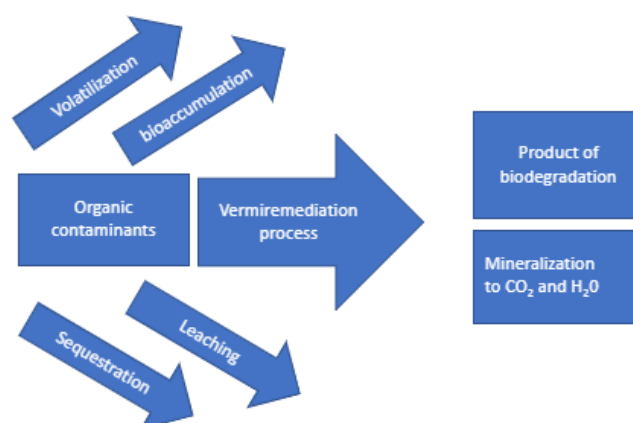 Volatilization
bioaccumulation
Organic
contaminants
Vermiremediation
process
Product of
biodegradation
Mineralization
to CO₂ and H₂0
Sequestration
Leaching